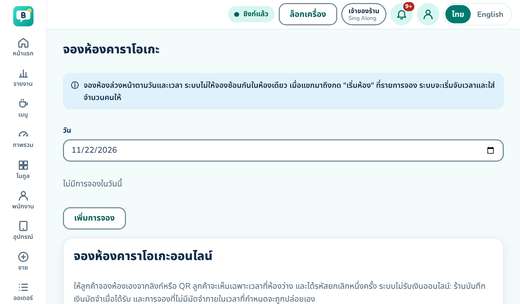 B
ซิงก์แล้ว
ล็อกเครื่อง
เจ้าของร้าน
Sing Along
9+
ไทย
English
หน้าแรก
รายงาน
เมนู
ภาพรวม
โมดูล
พนักงาน
อุปกรณ์
ขาย
ออเดอร์
จองห้องคาราโอเกะ
จองห้องล่วงหน้าตามวันและเวลา ระบบไม่ให้จองซ้อนกันในห้องเดียว เมื่อแขกมาถึงกด "เริ่มห้อง" ที่รายการจอง ระบบจะเริ่มจับเวลาและใส่
จำนวนคนให้
วัน
11/22/2026
ไม่มีการจองในวันนี้
เพิ่มการจอง
จองห้องคาราโอเกะออนไลน์
ให้ลูกค้าจองห้องเองจากลิงก์หรือ QR ลูกค้าจะเห็นเฉพาะเวลาที่ห้องว่าง และได้รหัสยกเลิกหนึ่งครั้ง ระบบไม่รับเงินออนไลน์: ร้านบันทึก
เงินมัดจำเมื่อได้รับ และการจองที่ไม่มีมัดจำภายในเวลาที่กำหนดจะถูกปล่อยเอง